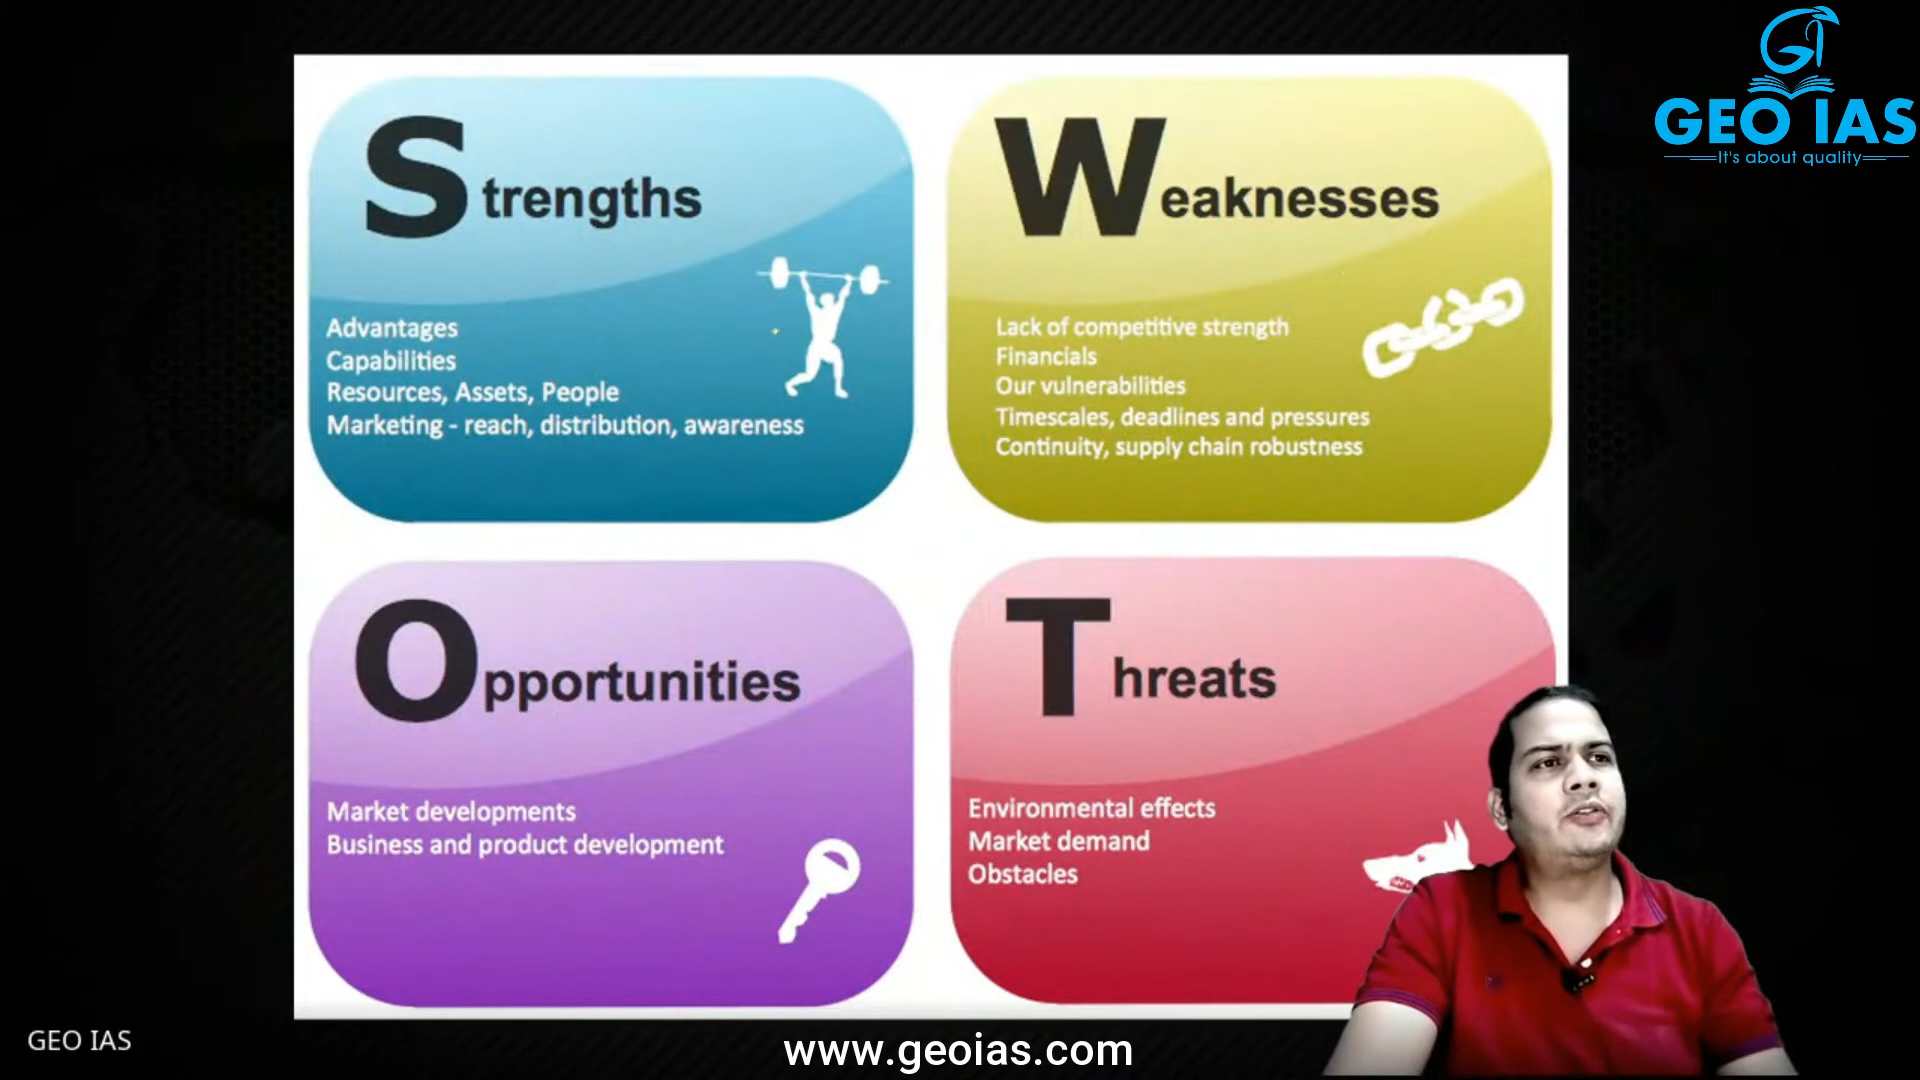 GEO IAS
It's about quality
Strengths
Advantages
Capabilities
Resources, Assets, People
Marketing - reach, distribution, awareness
Weaknesses
Lack of competitive strength
Financials
Our vulnerabilities
Timescales, deadlines and pressures
Continuity, supply chain robustness
Opportunities
Market developments
Business and product development
Threats
Environmental effects
Market demand
Obstacles
GEO IAS
www.geoias.com